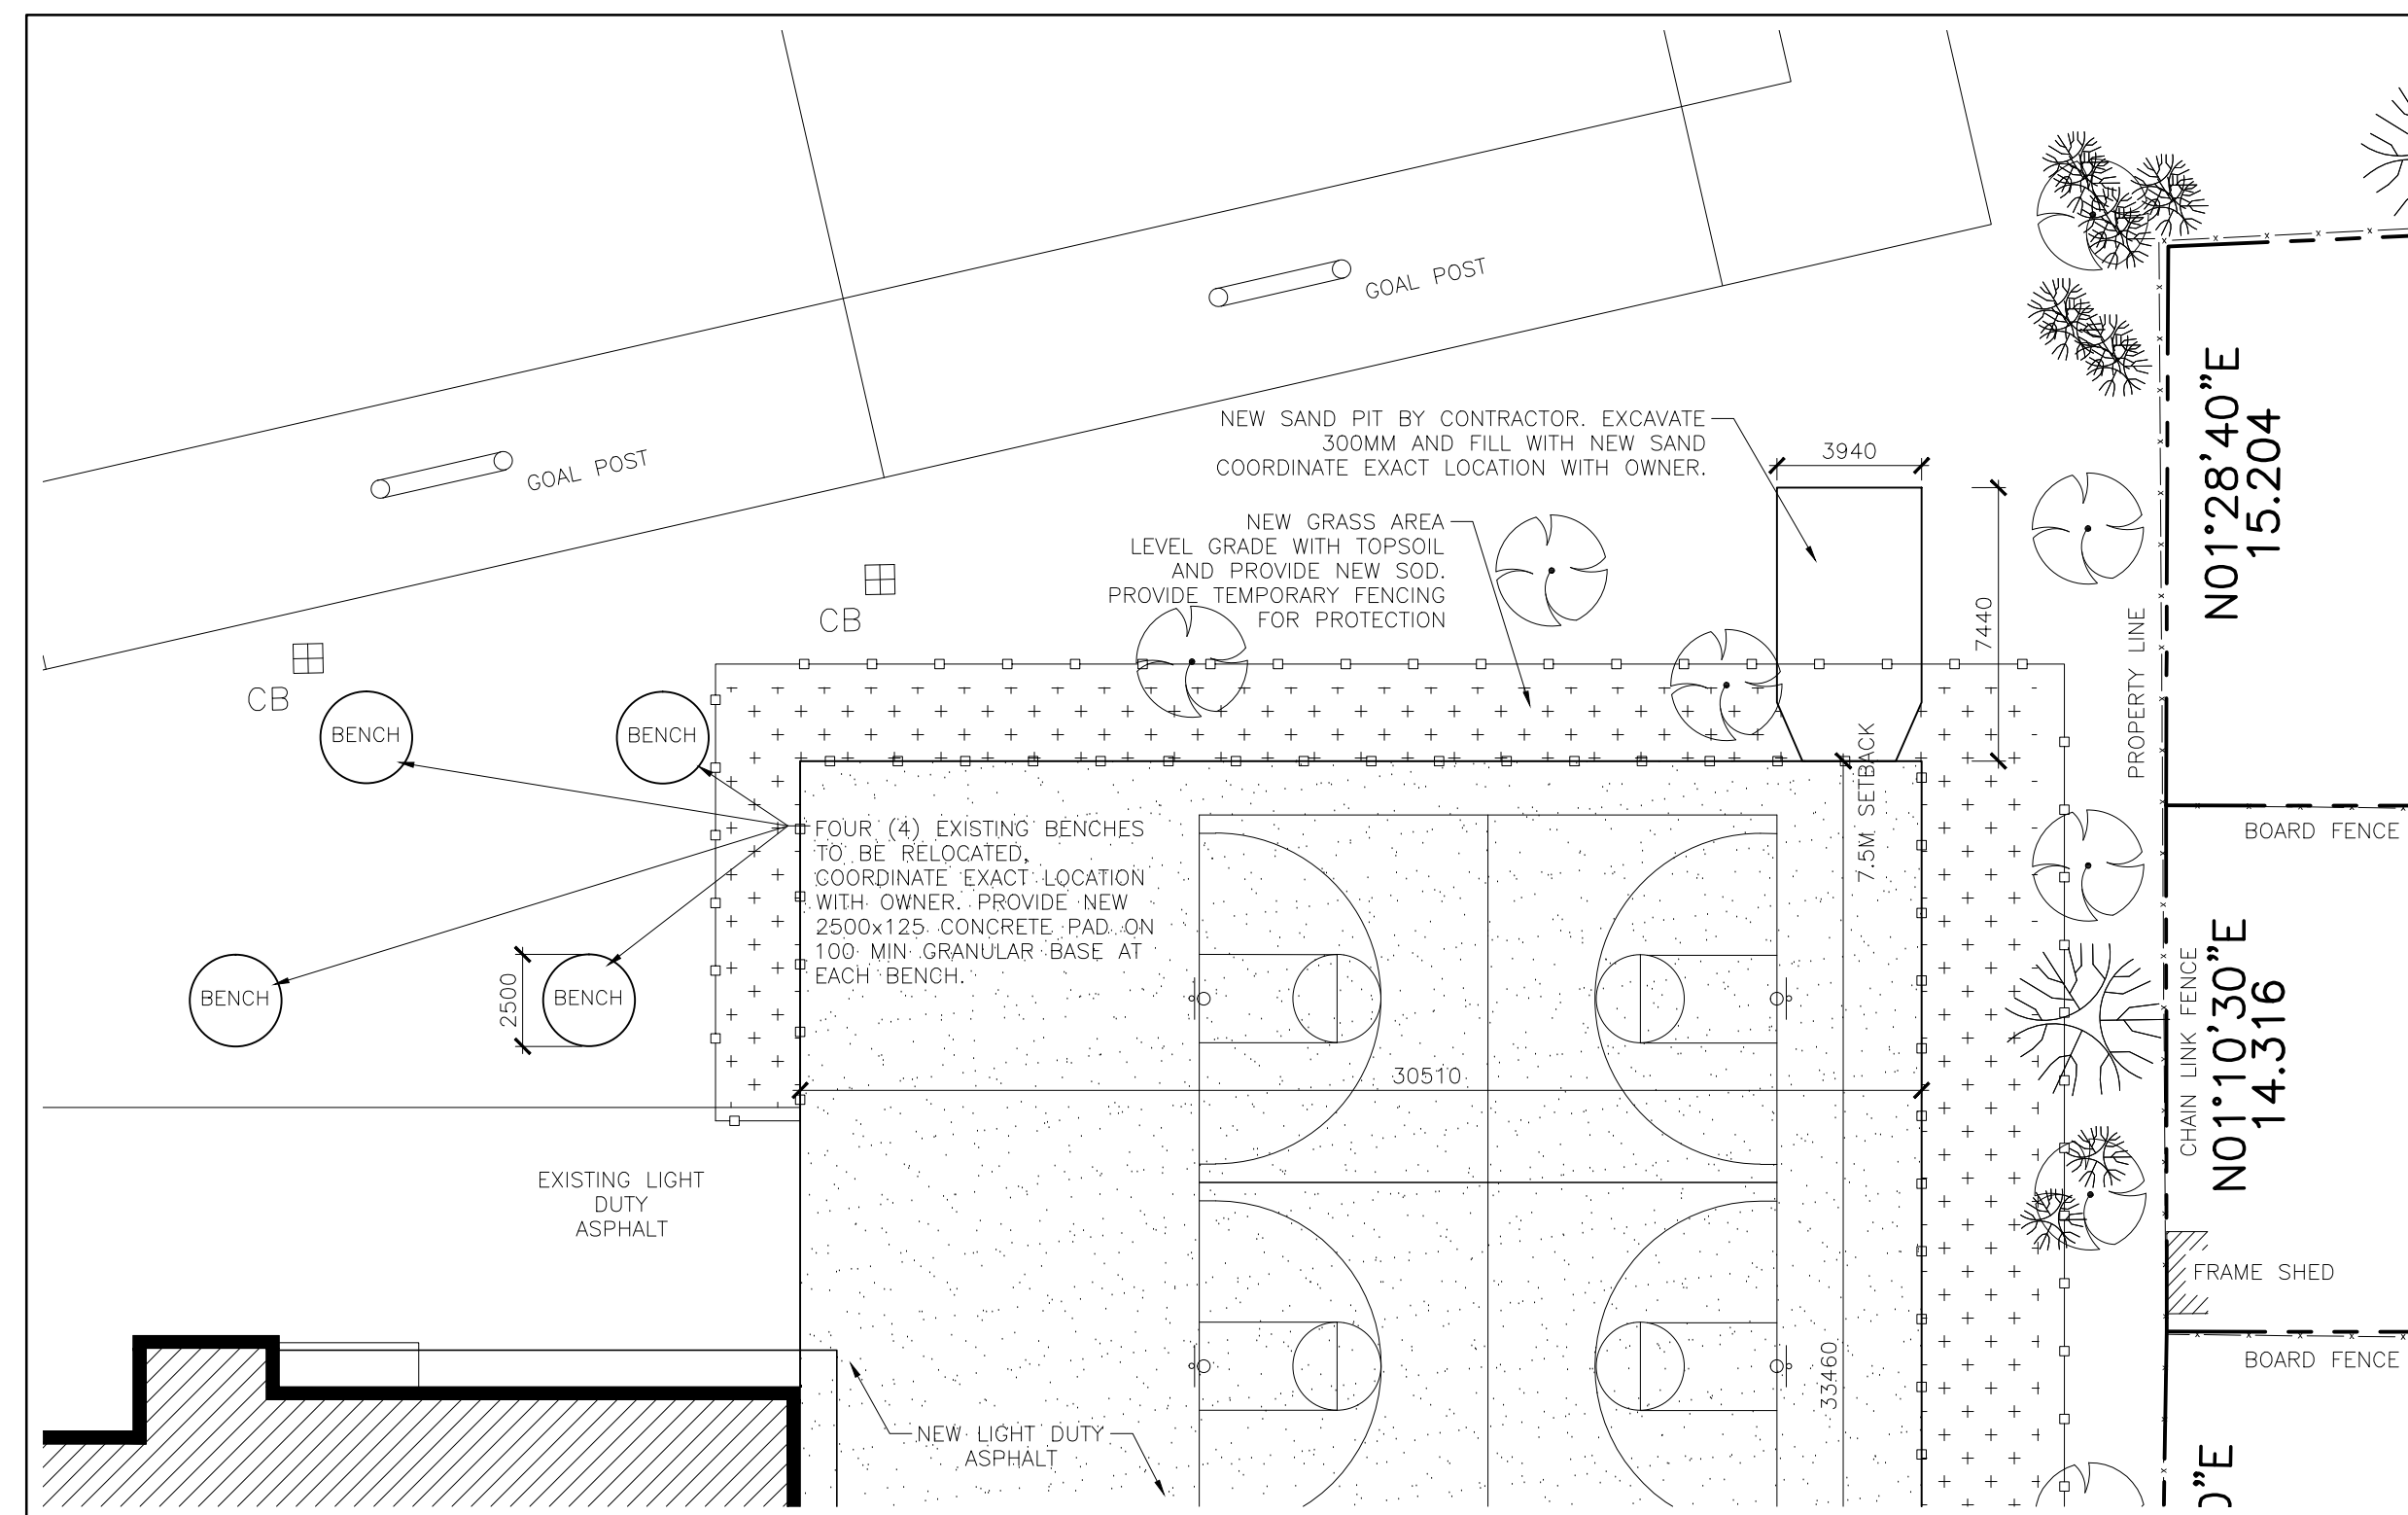 GOAL POST
GOAL POST
NEW SAND PIT BY CONTRACTOR. EXCAVATE
300MM AND FILL WITH NEW SAND
COORDINATE EXACT LOCATION WITH OWNER.
3940
N01°28'40"E
15.204
NEW GRASS AREA
LEVEL GRADE WITH TOPSOIL
AND PROVIDE NEW SOD.
PROVIDE TEMPORARY FENCING
FOR PROTECTION
7440
PROPERTY LINE
CB
CB
BENCH
BENCH
7.5M SETBACK
FOUR (4) EXISTING BENCHES
TO BE RELOCATED,
COORDINATE EXACT LOCATION
WITH OWNER. PROVIDE NEW
2500x125 CONCRETE PAD ON
100 MIN GRANULAR BASE AT
EACH BENCH.
BOARD FENCE
BENCH
2500
BENCH
CHAIN LINK FENCE
N01°10'30"E
14.316
30510
EXISTING LIGHT
DUTY
ASPHALT
FRAME SHED
33460
BOARD FENCE
NEW LIGHT DUTY
ASPHALT
"E